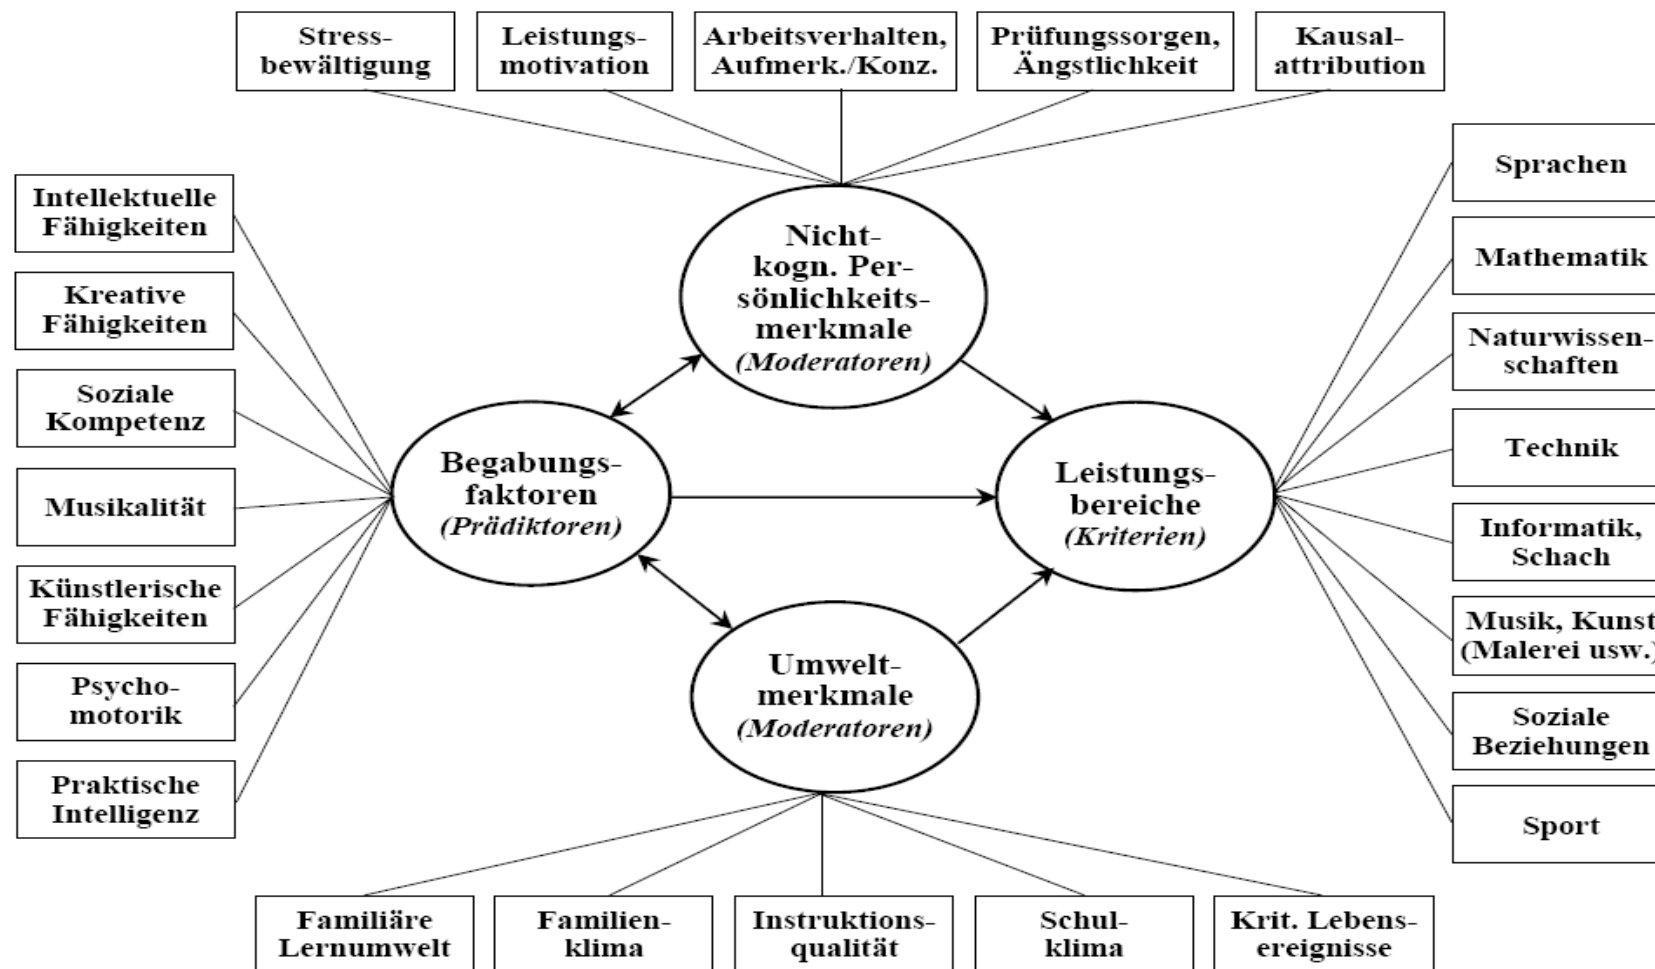 Stress-
bewältigung
Leistungs-
motivation
Arbeitsverhalten,
Aufmerk./Konz.
Prüfungssorgen,
Ängstlichkeit
Kausal-
attribution
Intellektuelle
Fähigkeiten
Kreative
Fähigkeiten
Soziale
Kompetenz
Musikalität
Künstlerische
Fähigkeiten
Psycho-
motorik
Praktische
Intelligenz
Nicht-
kogn. Per-
sönlichkeits-
merkmale
(Moderatoren)
Begabungs-
faktoren
(Prädiktoren)
Leistungs-
bereiche
(Kriterien)
Umwelt-
merkmale
(Moderatoren)
Sprachen
Mathematik
Naturwissen-
schaften
Technik
Informatik,
Schach
Musik, Kunst
(Malerei usw.)
Soziale
Beziehungen
Sport
Familiäre
Lernumwelt
Familien-
klima
Instruktions-
qualität
Schul-
klima
Krit. Lebens-
ereignisse